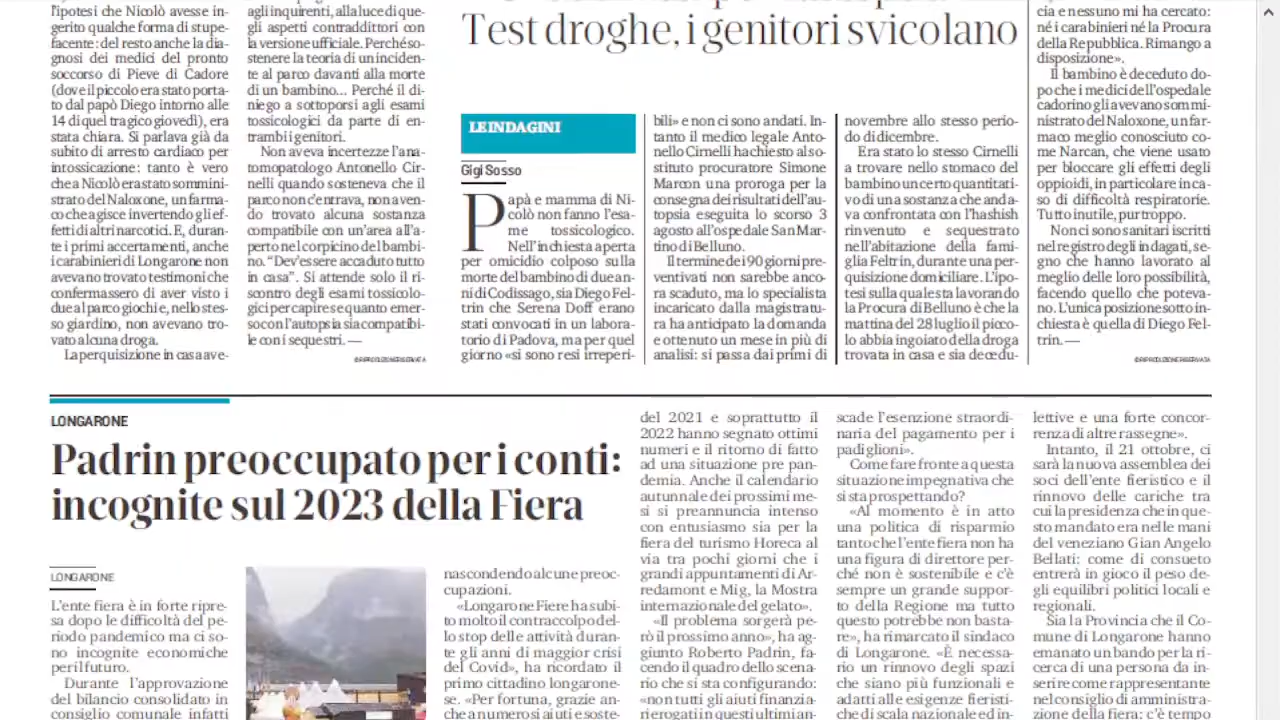 l'ipotesi che Nicolò avesse in-
gerito qualche forma di stupe-
facente: del resto anche la dia-
gnosi dei medici del pronto
soccorso di Pieve di Cadore
(dove il piccolo era stato porta-
to dal papò Diego intorno alle
14 di quel tragico giovedì), era
stata chiara. Si parlava già da
subito di arresto cardiaco per
intossicazione: tanto è vero
che a Nicolò era stato sommini-
strato del Naloxone, un farma-
co che agisce invertendo gli ef-
fetti di altri narcotici. E, duran-
te i primi accertamenti, anche
i carabinieri di Longarone non
avevano trovato testimoni che
confermassero di aver visto i
due al parco giochi e, nello stes-
so giardino, non avevano tro-
vato alcuna droga.
La perquisizione in casa ave-
agli inquirenti, alla luce di que-
gli aspetti contraddittori con
la versione ufficiale. Perché so-
stenere la teoria di un inciden-
te al parco davanti alla morte
di un bambino... Perché il di-
niego a sottoporsi agli esami
tossicologici da parte di en-
trambi i genitori.
Non aveva incertezze l'ana-
tomopatologo Antonello Cir-
nelli quando sosteneva che il
parco non c'entrava, non aven-
do trovato alcuna sostanza
compatibile con un'area all'a-
perto nel corpicino del bambi-
no. "Dev'essere accaduto tutto
in casa". Si attende solo il ri-
scontro degli esami tossicolo-
gici per capire se quanto emer-
so con l'autopsia sia compatibi-
le con i sequestri. —
©RIPRODUZIONE RISERVATA
Test droghe, i genitori svicolano
LE INDAGINI
Gigi Sosso
Papà e mamma di Ni-
colò non fanno l'esa-
me tossicologico.
Nell'inchiesta aperta
per omicidio colposo sulla
morte del bambino di due an-
ni di Codissago, sia Diego Fel-
trin che Serena Doff erano
stati convocati in un labora-
torio di Padova, ma per quel
giorno «si sono resi irreperi-
bili» e non ci sono andati. In-
tanto il medico legale Anto-
nello Cirnelli ha chiesto al so-
stituto procuratore Simone
Marcon una proroga per la
consegna dei risultati dell'au-
topsia eseguita lo scorso 3
agosto all'ospedale San Mar-
tino di Belluno.
Il termine dei 90 giorni pre-
ventivati non sarebbe anco-
ra scaduto, ma lo specialista
incaricato dalla magistratu-
ra ha anticipato la domanda
e ottenuto un mese in più di
analisi: si passa dai primi di
novembre allo stesso perio-
do di dicembre.
Era stato lo stesso Cirnelli
a trovare nello stomaco del
bambino un certo quantitati-
vo di una sostanza che anda-
va confrontata con l'hashish
rinvenuto e sequestrato
nell'abitazione della fami-
glia Feltrin, durante una per-
quisizione domiciliare. L'ipo-
tesi sulla quale sta lavorando
la Procura di Belluno è che la
mattina del 28 luglio il picco-
lo abbia ingoiato della droga
trovata in casa e sia decedu-
cia e nessuno mi ha cercato:
né i carabinieri né la Procura
della Repubblica. Rimango a
disposizione».
Il bambino è deceduto do-
po che i medici dell'ospedale
cadorino gli avevano sommi-
nistrato del Naloxone, un far-
maco meglio conosciuto co-
me Narcan, che viene usato
per bloccare gli effetti degli
oppioidi, in particolare in ca-
so di difficoltà respiratorie.
Tutto inutile, purtroppo.
Non ci sono sanitari iscritti
nel registro degli indagati, se-
gno che hanno lavorato al
meglio delle loro possibilità,
facendo quello che poteva-
no. L'unica posizione sotto in-
chiesta è quella di Diego Fel-
trin. —
©RIPRODUZIONE RISERVATA
LONGARONE
Padrin preoccupato per i conti:
incognite sul 2023 della Fiera
LONGARONE
L'ente fiera è in forte ripre-
sa dopo le difficoltà del pe-
riodo pandemico ma ci so-
no incognite economiche
per il futuro.
Durante l'approvazione
del bilancio consolidato in
consiglio comunale infatti
nascondendo alcune preoc-
cupazioni.
«Longarone Fiere ha subi-
to molto il contraccolpo del-
lo stop delle attività duran-
te gli anni di maggior crisi
del Covid», ha ricordato il
primo cittadino longarone-
se. «Per fortuna, grazie an-
che a numerosi aiuti e soste-
del 2021 e soprattutto il
2022 hanno segnato ottimi
numeri e il ritorno di fatto
ad una situazione pre pan-
demia. Anche il calendario
autunnale dei prossimi me-
si si preannuncia intenso
con entusiasmo sia per la
fiera del turismo Horeca al
via tra pochi giorni che i
grandi appuntamenti di Ar-
redamont e Mig, la Mostra
internazionale del gelato».
«Il problema sorgerà pe-
rò il prossimo anno», ha ag-
giunto Roberto Padrin, fa-
cendo il quadro dello scena-
rio che si sta configurando:
«non tutti gli aiuti finanzia-
ri erogati in questi ultimi an-
scade l'esenzione straordi-
naria del pagamento per i
padiglioni».
Come fare fronte a questa
situazione impegnativa che
si sta prospettando?
«Al momento è in atto
una politica di risparmio
tanto che l'ente fiera non ha
una figura di direttore per-
ché non è sostenibile e c'è
sempre un grande suppor-
to della Regione ma tutto
questo potrebbe non basta-
re», ha rimarcato il sindaco
di Longarone. «È necessa-
rio un rinnovo degli spazi
che siano più funzionali e
adatti alle esigenze fieristi-
che di scala nazionale ed in-
lettive e una forte concor-
renza di altre rassegne».
Intanto, il 21 ottobre, ci
sarà la nuova assemblea dei
soci dell'ente fieristico e il
rinnovo delle cariche tra
cui la presidenza che in que-
sto mandato era nelle mani
del veneziano Gian Angelo
Bellati: come di consueto
entrerà in gioco il peso de-
gli equilibri politici locali e
regionali.
Sia la Provincia che il Co-
mune di Longarone hanno
emanato un bando per la ri-
cerca di una persona da in-
serire come rappresentante
nel consiglio di amministra-
zione della fiera: c'è tempo